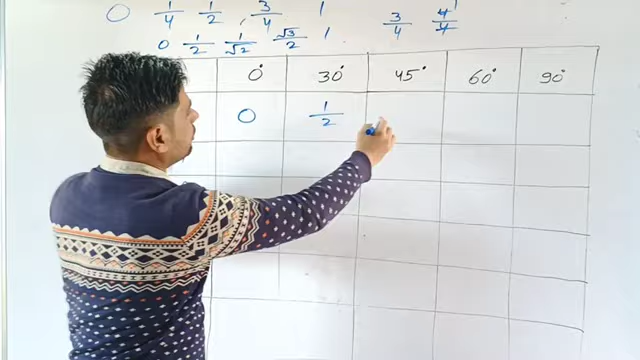 0 1/4 1/2 3/4 1 3/4 4/4 1
0 1/2 1/√2 √3/2 1
0° 30° 45° 60° 90°
0 1/2